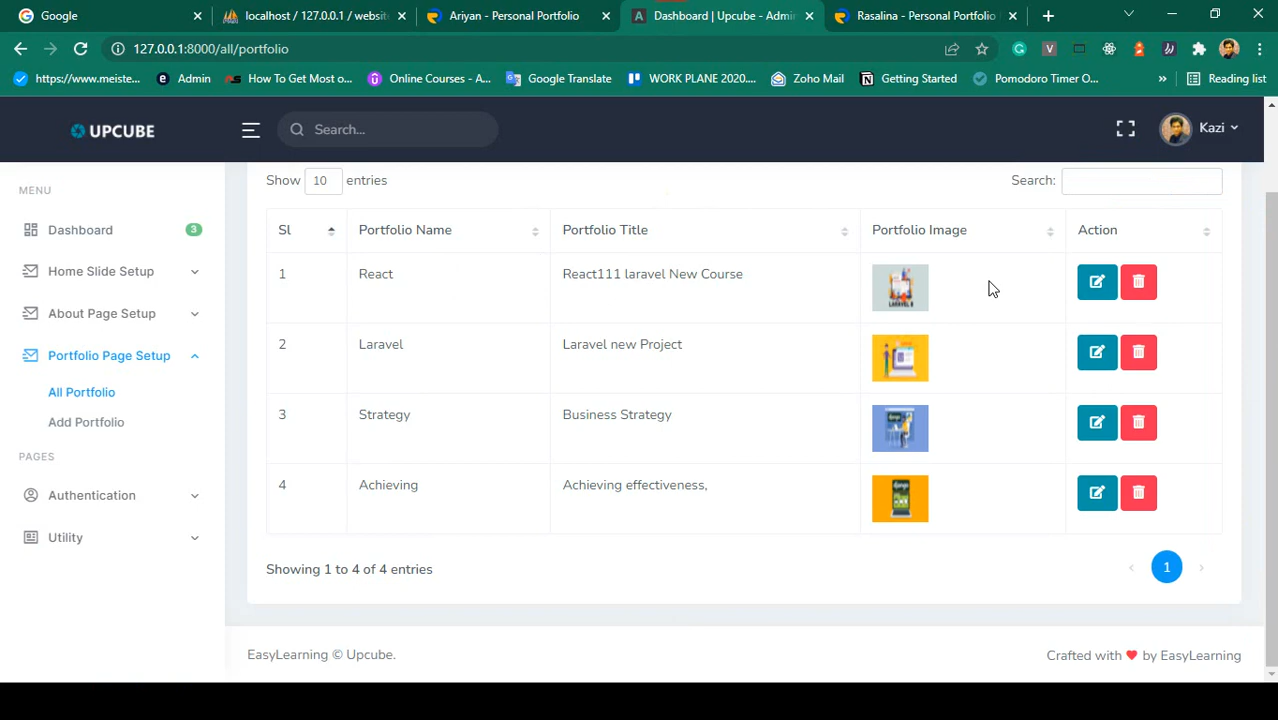 Google
localhost / 127.0.0.1 / website
Ariyan - Personal Portfolio
Dashboard | Upcube - Admin
Rasalina - Personal Portfolio
127.0.0.1:8000/all/portfolio
https://www.meiste...
Admin
How To Get Most o...
Online Courses - A...
Google Translate
WORK PLANE 2020....
Zoho Mail
Getting Started
Pomodoro Timer O...
Reading list
UPCUBE
Search...
Kazi
MENU
Dashboard 3
Home Slide Setup
About Page Setup
Portfolio Page Setup
All Portfolio
Add Portfolio
PAGES
Authentication
Utility
Show 10 entries
Search:
Sl Portfolio Name Portfolio Title Portfolio Image Action
1 React React111 laravel New Course
2 Laravel Laravel new Project
3 Strategy Business Strategy
4 Achieving Achieving effectiveness,
Showing 1 to 4 of 4 entries
1
EasyLearning © Upcube.
Crafted with ❤ by EasyLearning